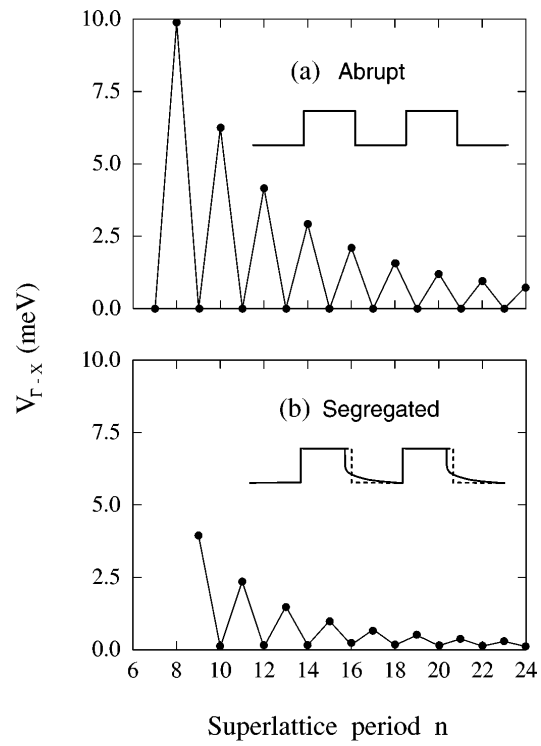 10.0
(a) Abrupt
7.5
5.0
2.5
0.0
V Γ - X (meV)
10.0
(b) Segregated
7.5
5.0
2.5
0.0
6 8 10 12 14 16 18 20 22 24
Superlattice period n